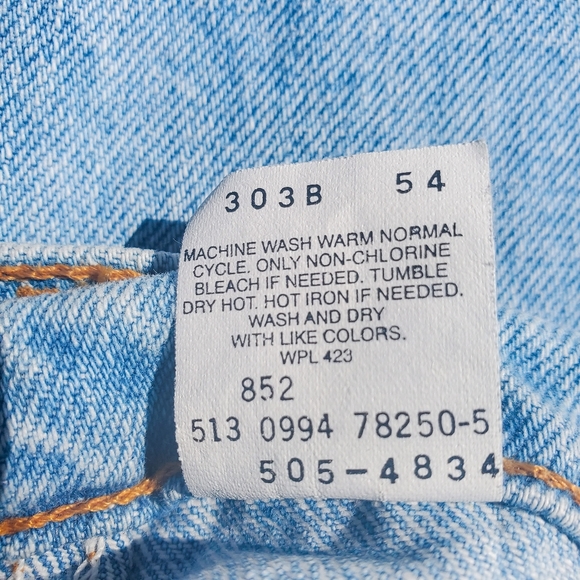 303B 54
MACHINE WASH WARM NORMAL
CYCLE. ONLY NON-CHLORINE
BLEACH IF NEEDED. TUMBLE
DRY HOT. HOT IRON IF NEEDED.
WASH AND DRY
WITH LIKE COLORS.
WPL 423
852
513 0994 78250-5
505-4834